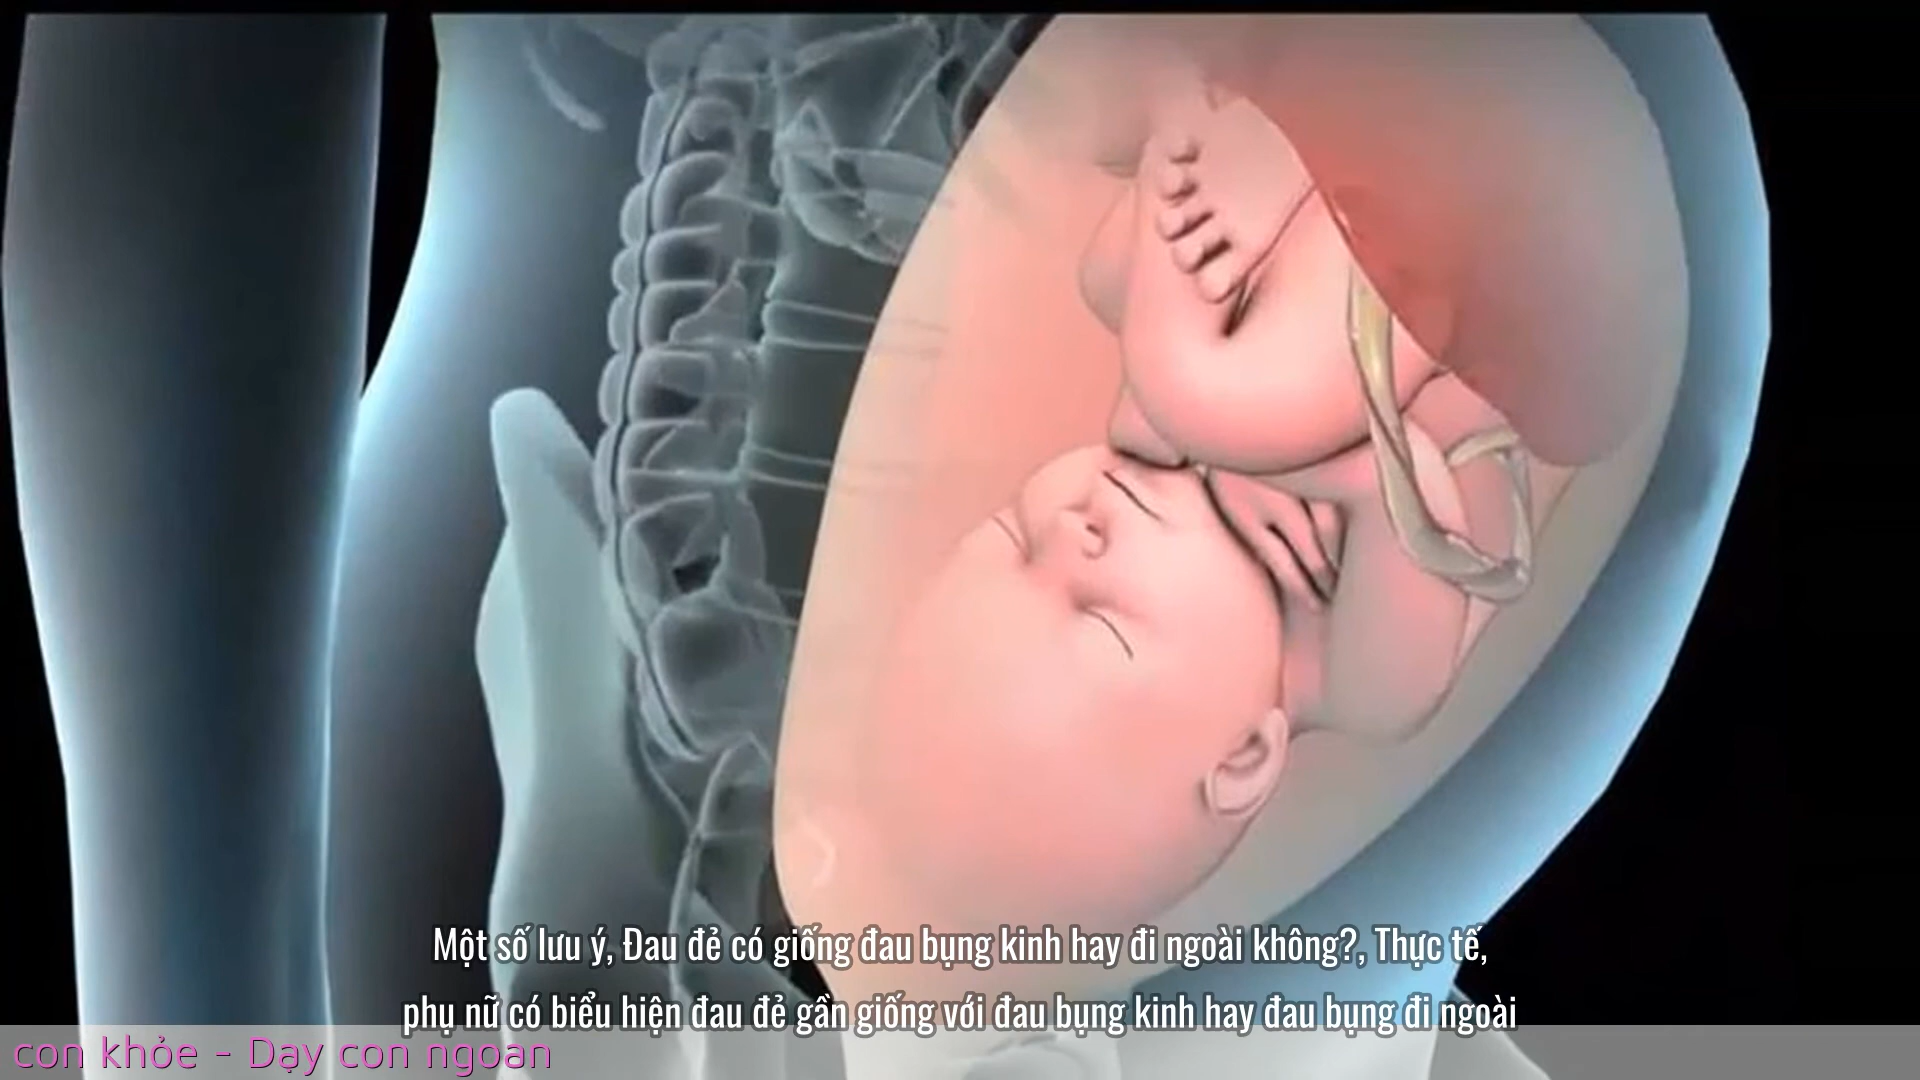 Một số lưu ý, Đau đẻ có giống đau bụng kinh hay đi ngoài không?, Thực tế,
phụ nữ có biểu hiện đau đẻ gần giống với đau bụng kinh hay đau bụng đi ngoài
con khỏe - Dạy con ngoan